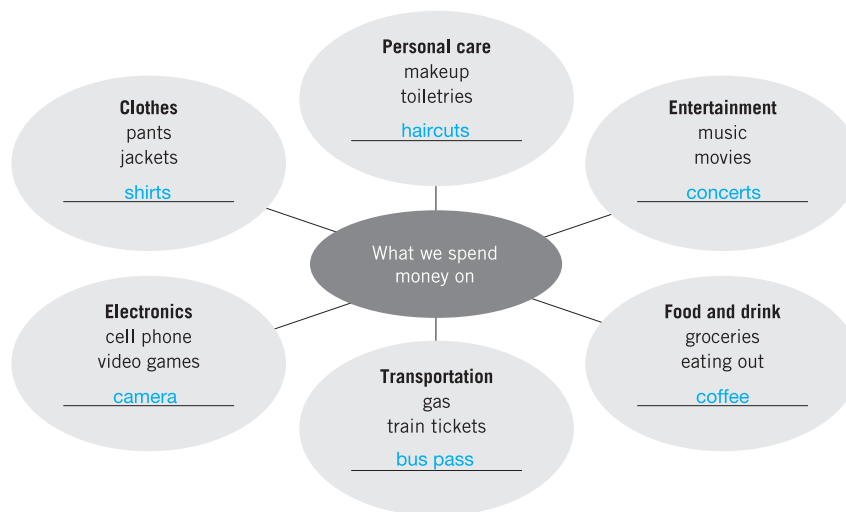 Personal care
makeup
toiletries
haircuts
Clothes
pants
jackets
shirts
Entertainment
music
movies
concerts
What we spend
money on
Electronics
cell phone
video games
camera
Transportation
gas
train tickets
bus pass
Food and drink
groceries
eating out
coffee